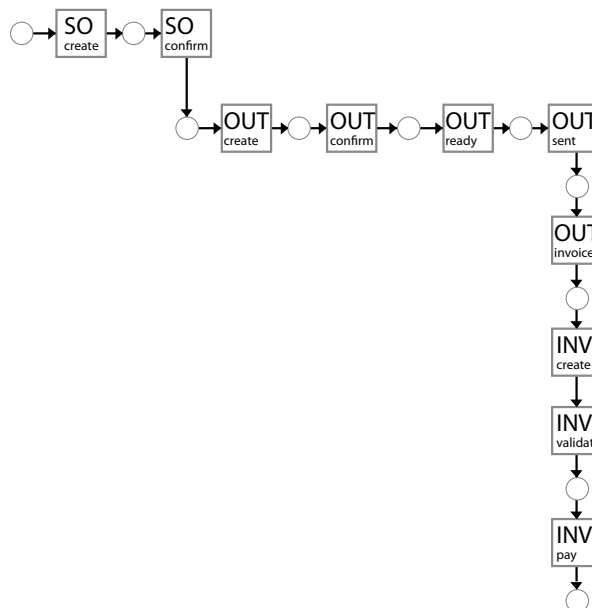 SO
create
SO
confirm
OUT
create
OUT
confirm
OUT
ready
OUT
sent
OUT
invoice
INV
create
INV
validat
INV
pay